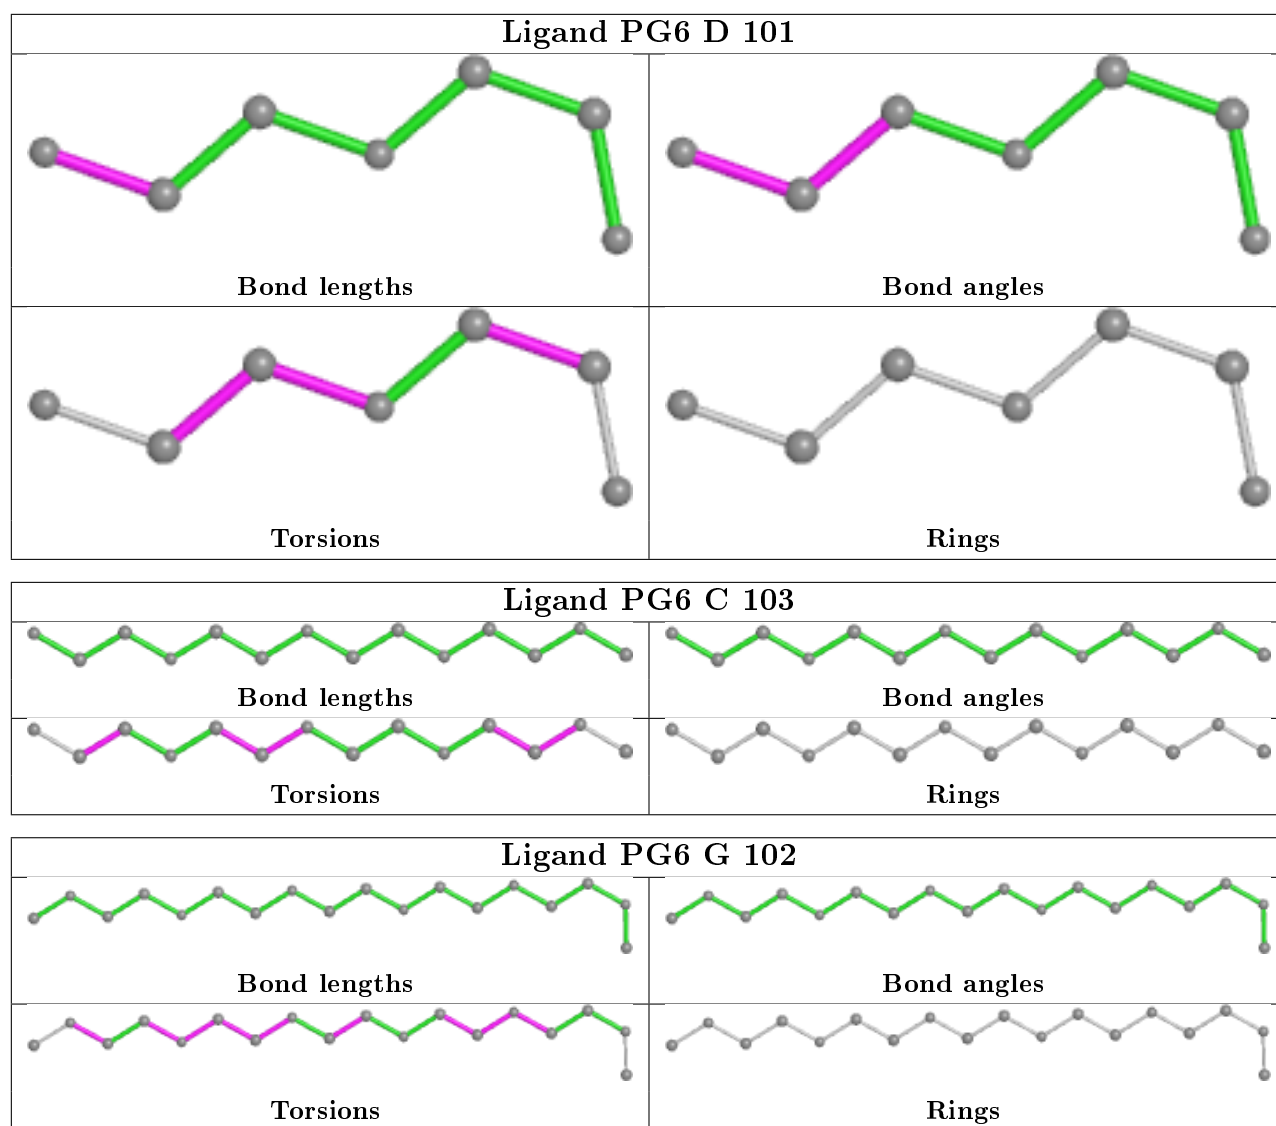 Ligand PG6 D 101
Bond lengths
Bond angles
Torsions
Rings
Ligand PG6 C 103
Bond lengths
Bond angles
Torsions
Rings
Ligand PG6 G 102
Bond lengths
Bond angles
Torsions
Rings